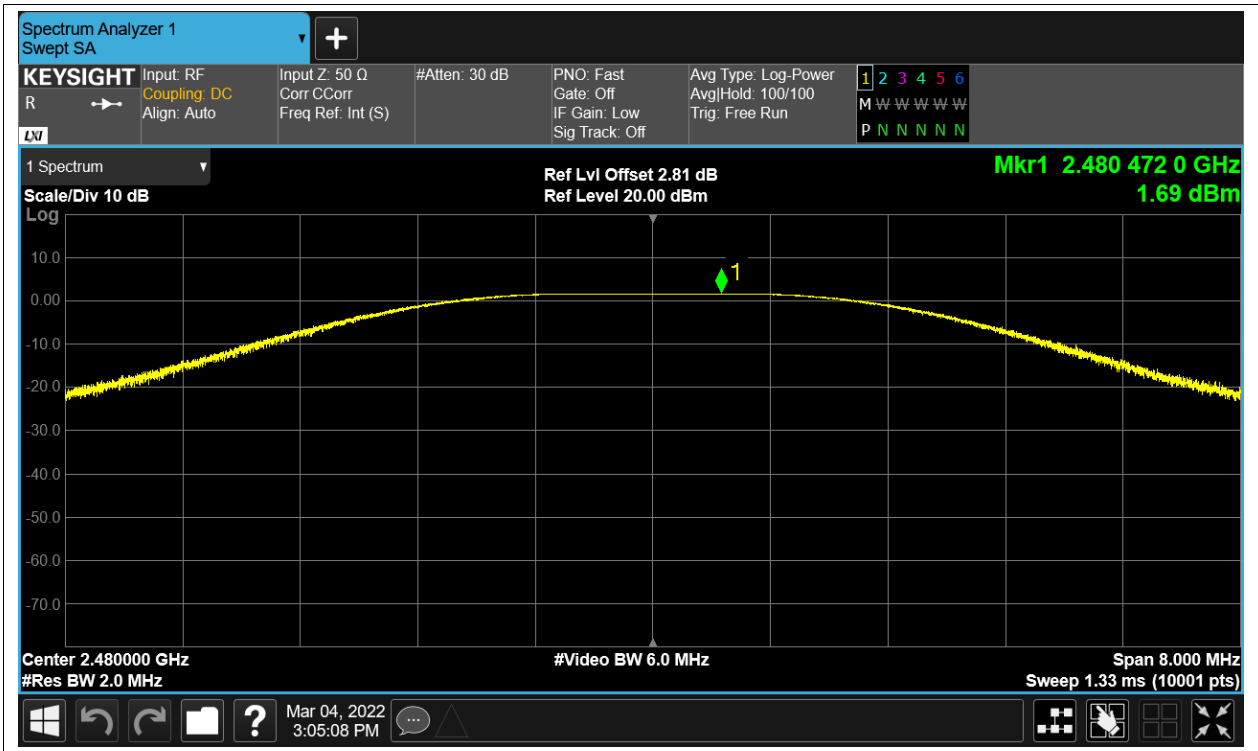 Spectrum Analyzer 1
Swept SA
KEYSIGHT
R
LXI
Input: RF
Coupling: DC
Align: Auto
Input Z: 50 Ω
Corr CCorr
Freq Ref: Int (S)
#Atten: 30 dB
PNO: Fast
Gate: Off
IF Gain: Low
Sig Track: Off
Avg Type: Log-Power
Avg|Hold: 100/100
Trig: Free Run
1 2 3 4 5 6
M W W W W W
P N N N N N
1 Spectrum
Scale/Div 10 dB
Log
Ref Lvl Offset 2.81 dB
Ref Level 20.00 dBm
Mkr1 2.480 472 0 GHz
1.69 dBm
1
10.0
0.00
-10.0
-20.0
-30.0
-40.0
-50.0
-60.0
-70.0
Center 2.480000 GHz
#Res BW 2.0 MHz
#Video BW 6.0 MHz
Span 8.000 MHz
Sweep 1.33 ms (10001 pts)
?
Mar 04, 2022
3:05:08 PM